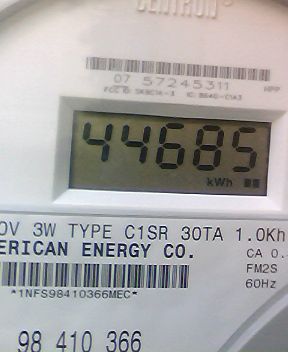 CENTRON
07 57245311
44685
kWh
0V 3W TYPE C1SR 30TA 1.0Kh
ERICAN ENERGY CO.
CA 0.
FM2S
60Hz
*1NFS98410366MEC*
98 410 366